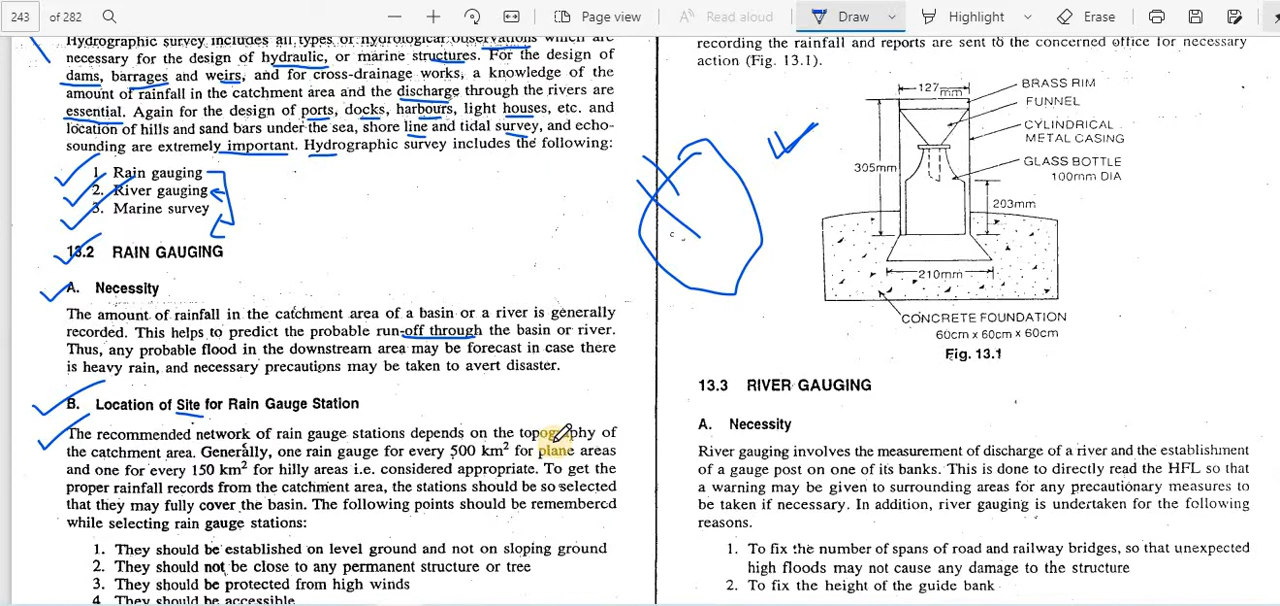 243 of 282 Page view Read aloud Draw Highlight Erase
Hydrographic survey includes all types of hydrological observations which are
necessary for the design of hydraulic, or marine structures. For the design of
dams, barrages and weirs, and for cross-drainage works, a knowledge of the
amount of rainfall in the catchment area and the discharge through the rivers are
essential. Again for the design of ports, docks, harbours, light houses, etc. and
location of hills and sand bars under the sea, shore line and tidal survey, and echo-
sounding are extremely important. Hydrographic survey includes the following:
1. Rain gauging
2. River gauging
3. Marine survey
13.2 RAIN GAUGING
A. Necessity
The amount of rainfall in the catchment area of a basin or a river is generally
recorded. This helps to predict the probable run-off through the basin or river.
Thus, any probable flood in the downstream area may be forecast in case there
is heavy rain, and necessary precautions may be taken to avert disaster.
B. Location of Site for Rain Gauge Station
The recommended network of rain gauge stations depends on the topography of
the catchment area. Generally, one rain gauge for every 500 km² for plane areas
and one for every 150 km² for hilly areas i.e. considered appropriate. To get the
proper rainfall records from the catchment area, the stations should be so selected
that they may fully cover the basin. The following points should be remembered
while selecting rain gauge stations:
1. They should be established on level ground and not on sloping ground
2. They should not be close to any permanent structure or tree
3. They should be protected from high winds
4. They should be accessible
recording the rainfall and reports are sent to the concerned office for necessary
action (Fig. 13.1).
127mm
BRASS RIM
FUNNEL
CYLINDRICAL
METAL CASING
GLASS BOTTLE
100mm DIA
305mm
203mm
210mm
CONCRETE FOUNDATION
60cm x 60cm x 60cm
Fig. 13.1
13.3 RIVER GAUGING
A. Necessity
River gauging involves the measurement of discharge of a river and the establishment
of a gauge post on one of its banks. This is done to directly read the HFL so that
a warning may be given to surrounding areas for any precautionary measures to
be taken if necessary. In addition, river gauging is undertaken for the following
reasons.
1. To fix the number of spans of road and railway bridges, so that unexpected
high floods may not cause any damage to the structure
2. To fix the height of the guide bank